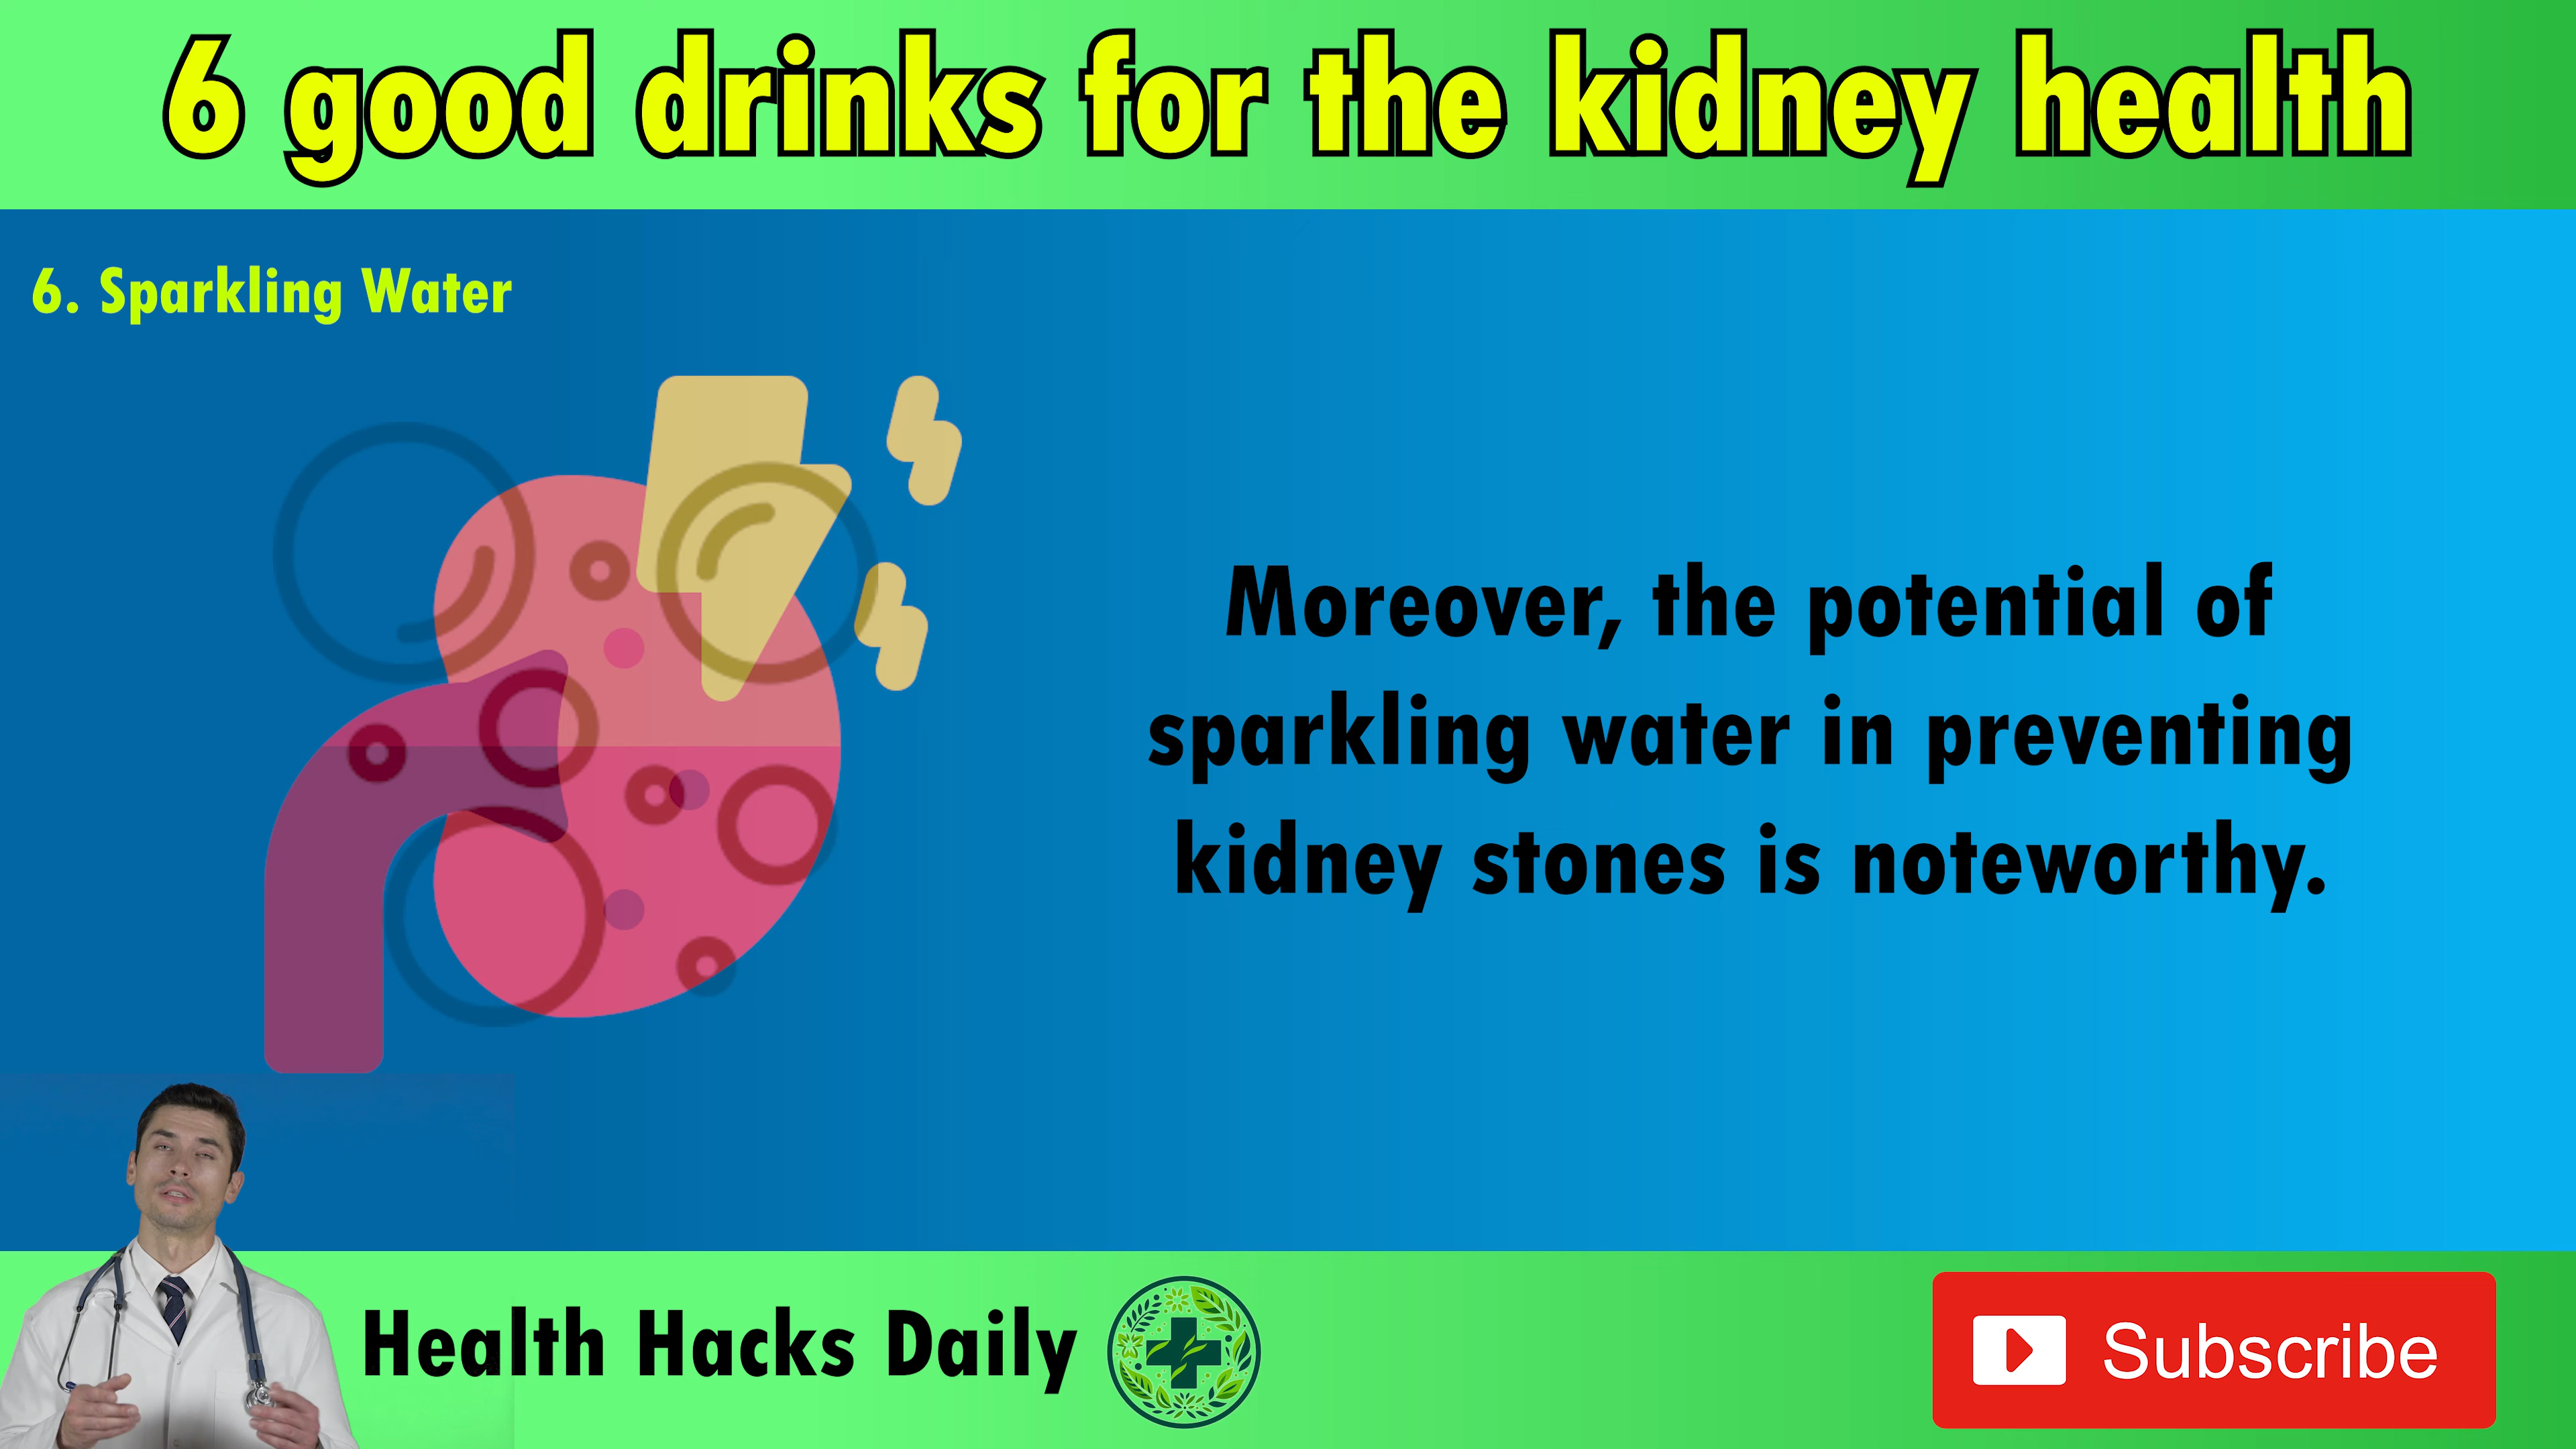 6 good drinks for the kidney health
6. Sparkling Water
Moreover, the potential of
sparkling water in preventing
kidney stones is noteworthy.
Health Hacks Daily
Subscribe